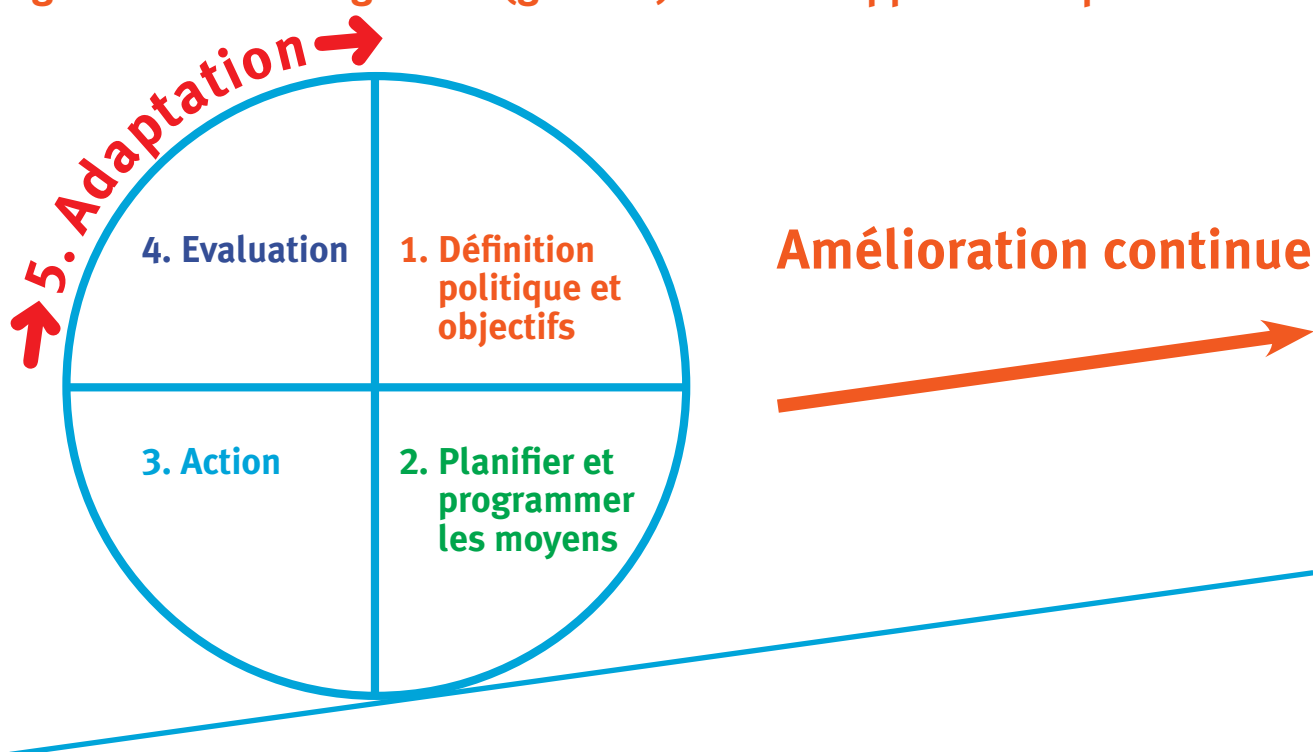 5. Adaptation
4. Evaluation
1. Définition
politique et
objectifs
Amélioration continue
3. Action
2. Planifier et
programmer
les moyens